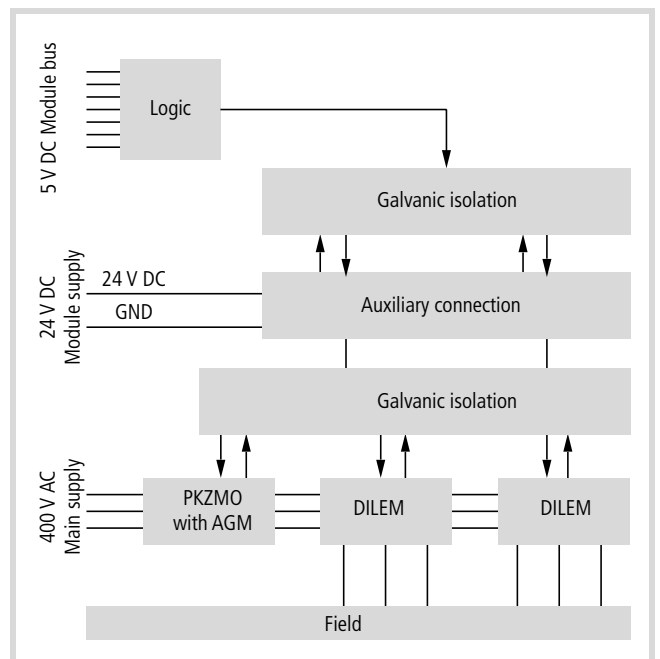 5 V DC Module bus
Logic
Galvanic isolation
24 V DC
Module supply
24 V DC
GND
Auxiliary connection
Galvanic isolation
400 V AC
Main supply
PKZMO
with AGM
DILEM
DILEM
Field